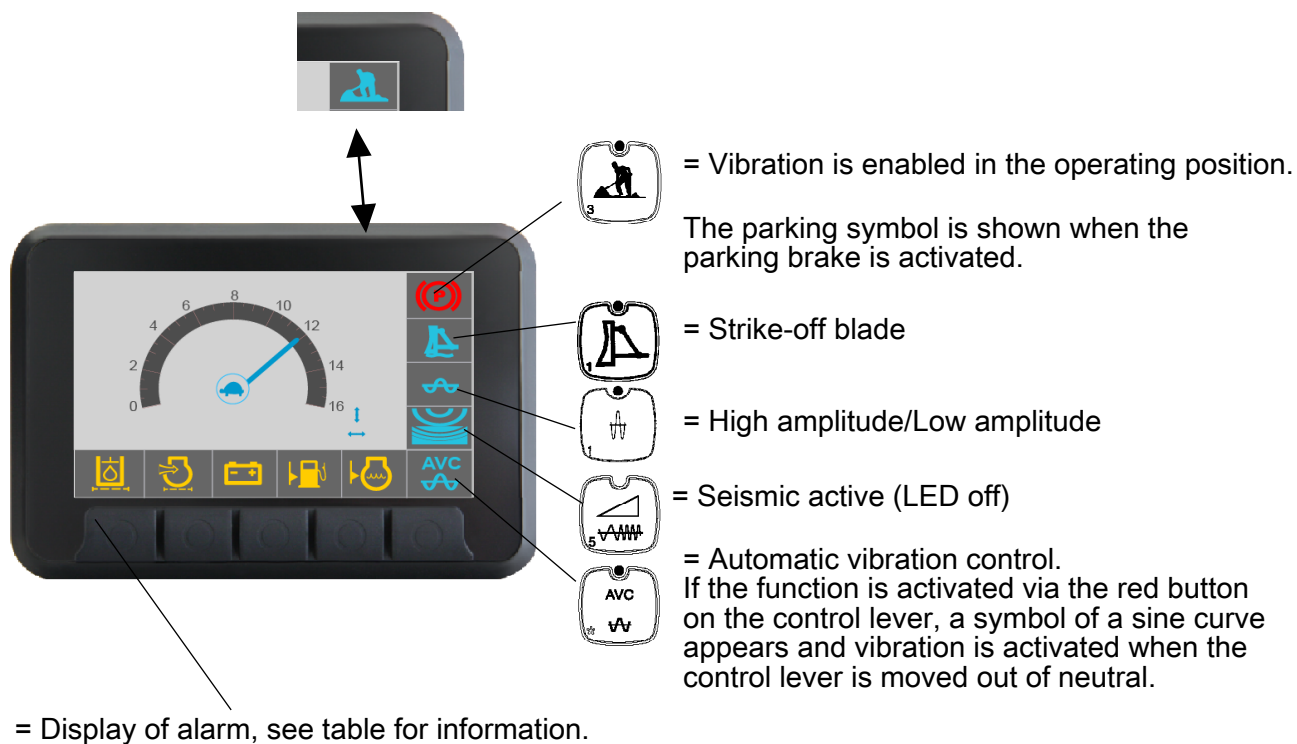 = Vibration is enabled in the operating position.
3
The parking symbol is shown when the
parking brake is activated.
0
2
4
6
8
10
12
14
16
(P)
1
= Strike-off blade
1
= High amplitude/Low amplitude
5
= Seismic active (LED off)
AVC
AVC
= Automatic vibration control.
If the function is activated via the red button
on the control lever, a symbol of a sine curve
appears and vibration is activated when the
control lever is moved out of neutral.
= Display of alarm, see table for information.